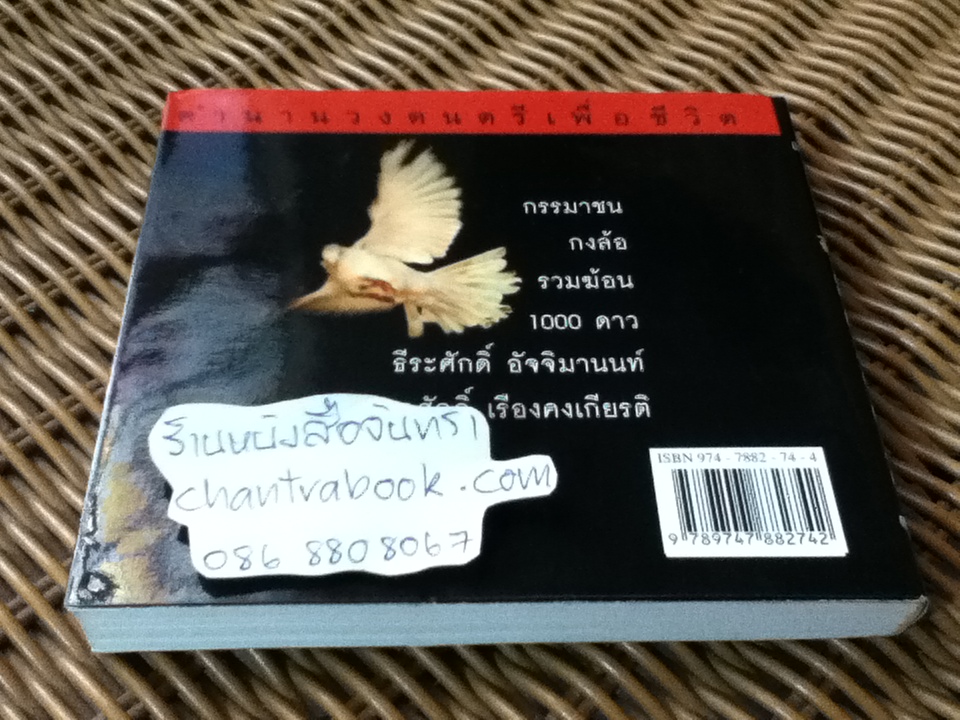 ตำนานวงดนตรีเพื่อชีวิต
กรรมาชน
กงล้อ
รวมฆ้อน
1000 ดาว
ธีระศักดิ์ อัจจิมานนท์
ศักดิ์ เรืองคงเกียรติ
ร้านหนังสือจันทรา
chantrabook.com
086 8808067
ISBN 974-7882-74-4
9 789747 882742